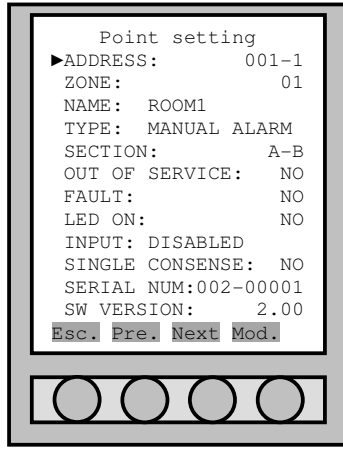 Point setting
►ADDRESS: 001-1
ZONE: 01
NAME: ROOM1
TYPE: MANUAL ALARM
SECTION: A-B
OUT OF SERVICE: NO
FAULT: NO
LED ON: NO
INPUT: DISABLED
SINGLE CONSENSE: NO
SERIAL NUM:002-00001
SW VERSION: 2.00
Esc. Pre. Next Mod.